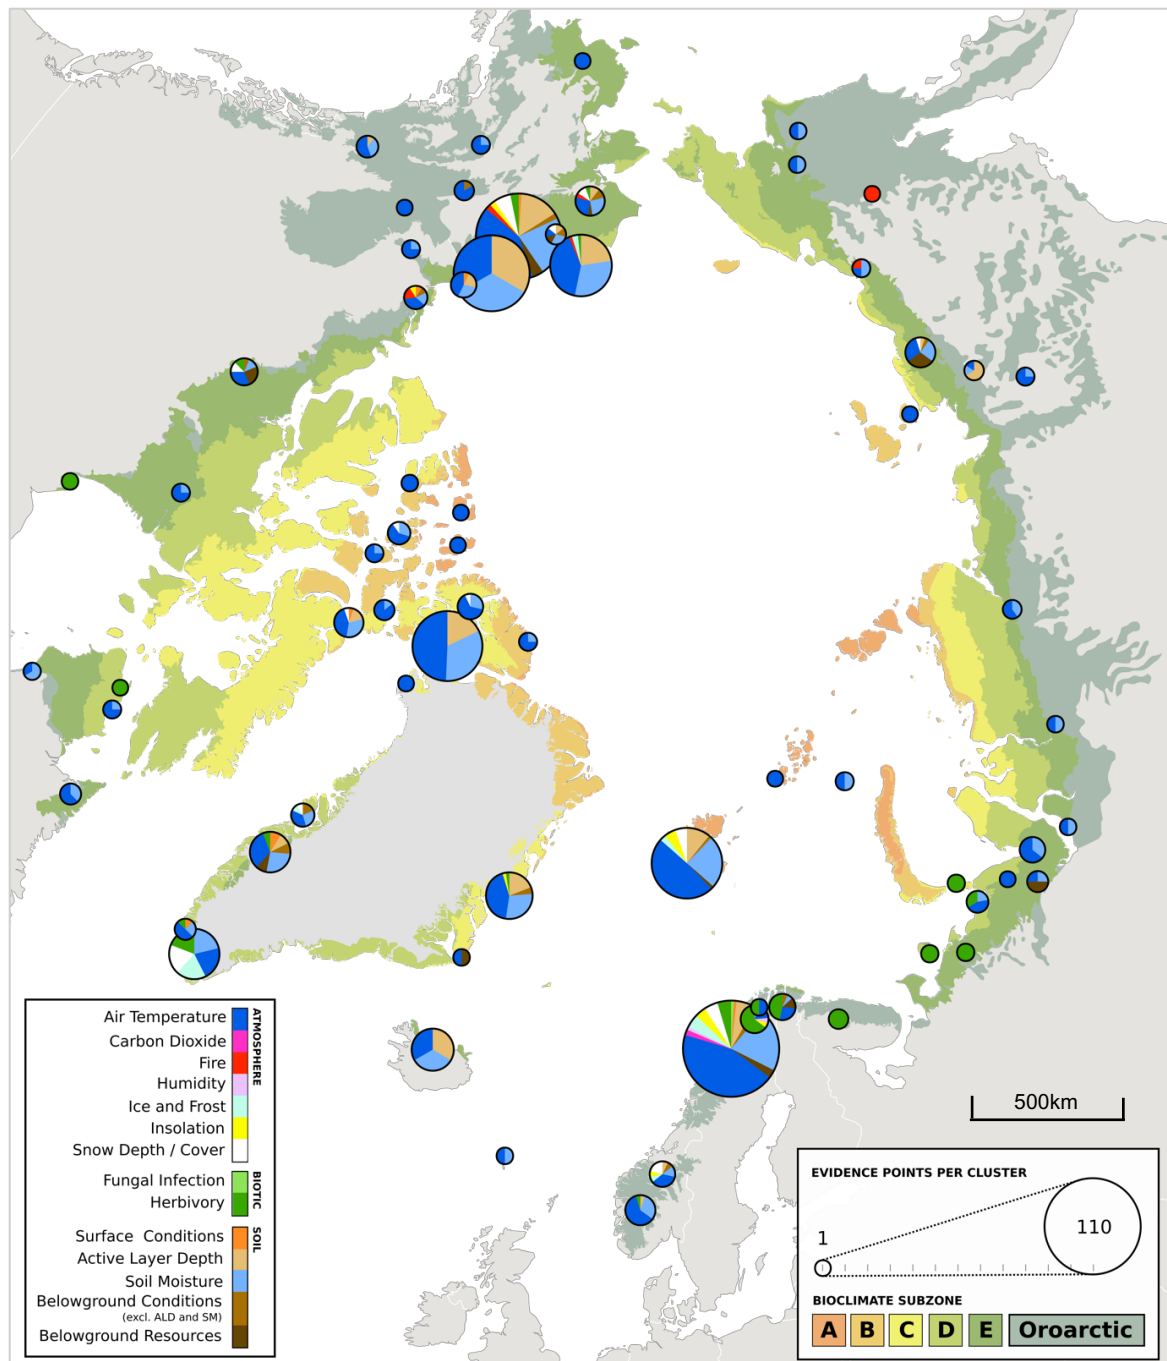 Air Temperature
Carbon Dioxide
Fire
Humidity
Ice and Frost
Insolation
Snow Depth / Cover
ATMOSPHERE
Fungal Infection
Herbivory
BIOTIC
Surface Conditions
Active Layer Depth
Soil Moisture
Belowground Conditions
(excl. ALD and SM)
Belowground Resources
SOIL
500km
EVIDENCE POINTS PER CLUSTER
1
110
BIOCLIMATE SUBZONE
A B C D E Oroarctic